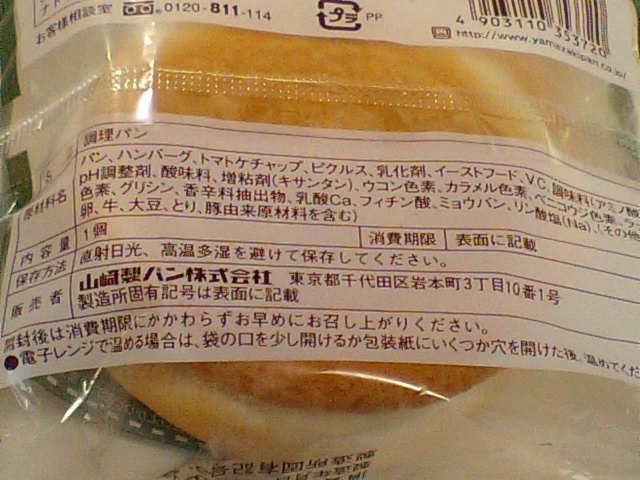 お客様相談室 0120-811-114
プラ PP
4 903110 353720
http://www.yamazakipan.co.jp/
調理パン
原材料名
パン、ハンバーグ、トマトケチャップ、ピクルス、乳化剤、イーストフード、V.C、調味料(アミノ酸
pH調整剤、酸味料、増粘剤(キサンタン)、ウコン色素、カラメル色素、ベニコウジ色素、
色素、グリシン、香辛料抽出物、乳酸Ca、フィチン酸、ミョウバン、リン酸塩(Na)、(その他
卵、牛、大豆、とり、豚由来原材料を含む)
内容量 1個 消費期限 表面に記載
保存方法 直射日光、高温多湿を避けて保存してください。
販売者 山崎製パン株式会社 東京都千代田区岩本町3丁目10番1号
製造所固有記号は表面に記載
開封後は消費期限にかかわらずお早めにお召し上がりください。
●電子レンジで温める場合は、袋の口を少し開けるか包装紙にいくつか穴を開けた後、温めてくだ
製造所固有記号